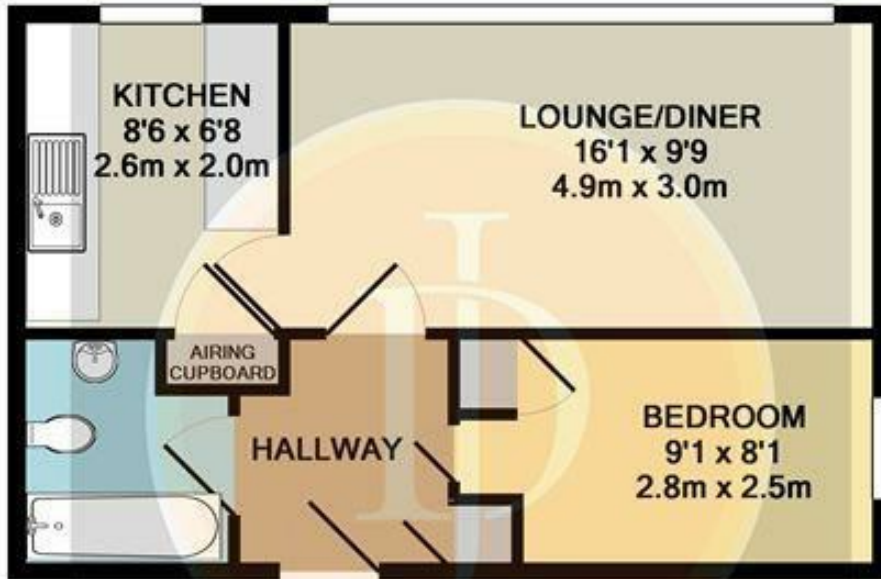 KITCHEN
8'6 x 6'8
2.6m x 2.0m
LOUNGE/DINER
16'1 x 9'9
4.9m x 3.0m
AIRING
CUPBOARD
HALLWAY
BEDROOM
9'1 x 8'1
2.8m x 2.5m